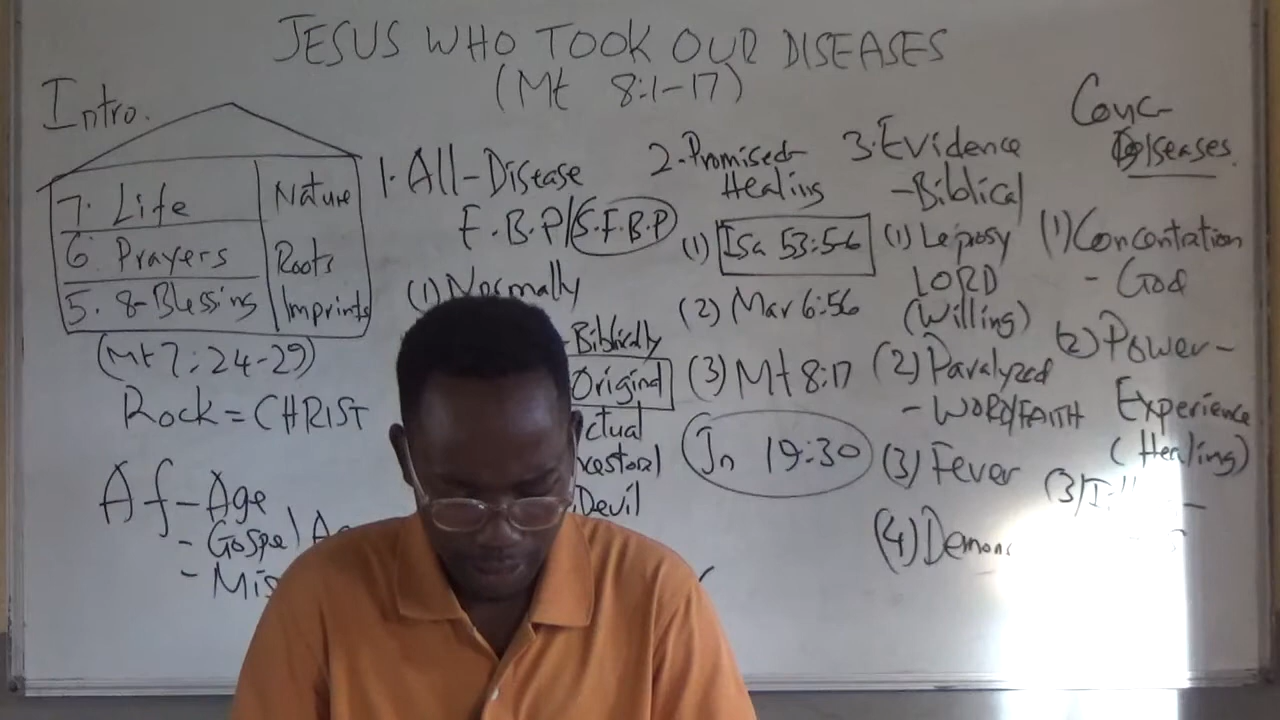 JESUS WHO TOOK OUR DISEASES
(Mt 8:1-17)
Intro.
7. Life
Nature
6. Prayers
Roots
5. 8-Blessing
Imprints
(Mt 7:24-29)
Rock = CHRIST
Af - Age
- Gospel
- Mis
1. All-Disease
F.B.P/S.F.B.P
(1) Normally
- Biblically
Original
ctual
cestoral
Devil
2. Promised
Healing
(1) Isa 53:5-6
(2) Mar 6:56
(3) Mt 8:17
Jn 19:30
3. Evidence
- Biblical
(1) Leprosy
LORD
(Willing)
(2) Paralyzed
- WORD/FAITH
(3) Fever
(4) Demon
Conc-
Diseases.
(1) Concontation
- God
(2) Power -
Experience
(Healing)
(3)